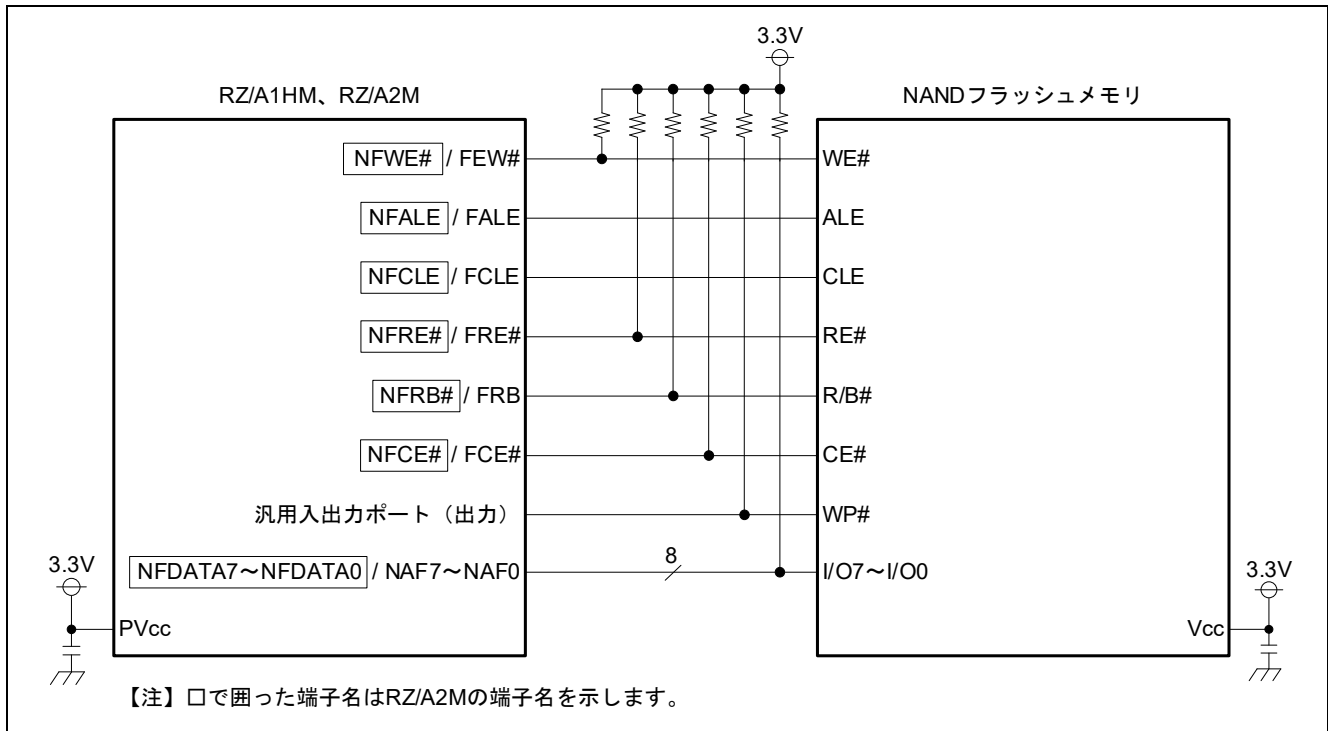 3.3V
RZ/A1HM、RZ/A2M
NANDフラッシュメモリ
NFWE# / FEW#
WE#
NFALE / FALE
ALE
NFCLE / FCLE
CLE
NFRE# / FRE#
RE#
NFRB# / FRB
R/B#
NFCE# / FCE#
CE#
汎用入出力ポート（出力）
WP#
3.3V
NFDATA7～NFDATA0 / NAF7～NAF0
8
I/O7～I/O0
3.3V
PVcc
Vcc
【注】口で囲った端子名はRZ/A2Mの端子名を示します。